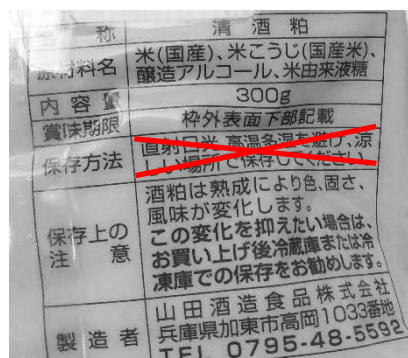 称 清酒粕
原材料名 米(国産)、米こうじ(国産米)、
醸造アルコール、米由来液糖
内容量 300g
賞味期限 枠外表面下部記載
保存方法 直射日光、高温多湿を避け、涼
しい場所で保存してください
保存上の注意 酒粕は熟成により色、固さ、
風味が変化します。
この変化を抑えたい場合は、
お買い上げ後冷蔵庫または冷
凍庫での保存をお勧めします。
製造者 山田酒造食品株式会社
兵庫県加東市高岡1033番地
TEL 0795-48-5592